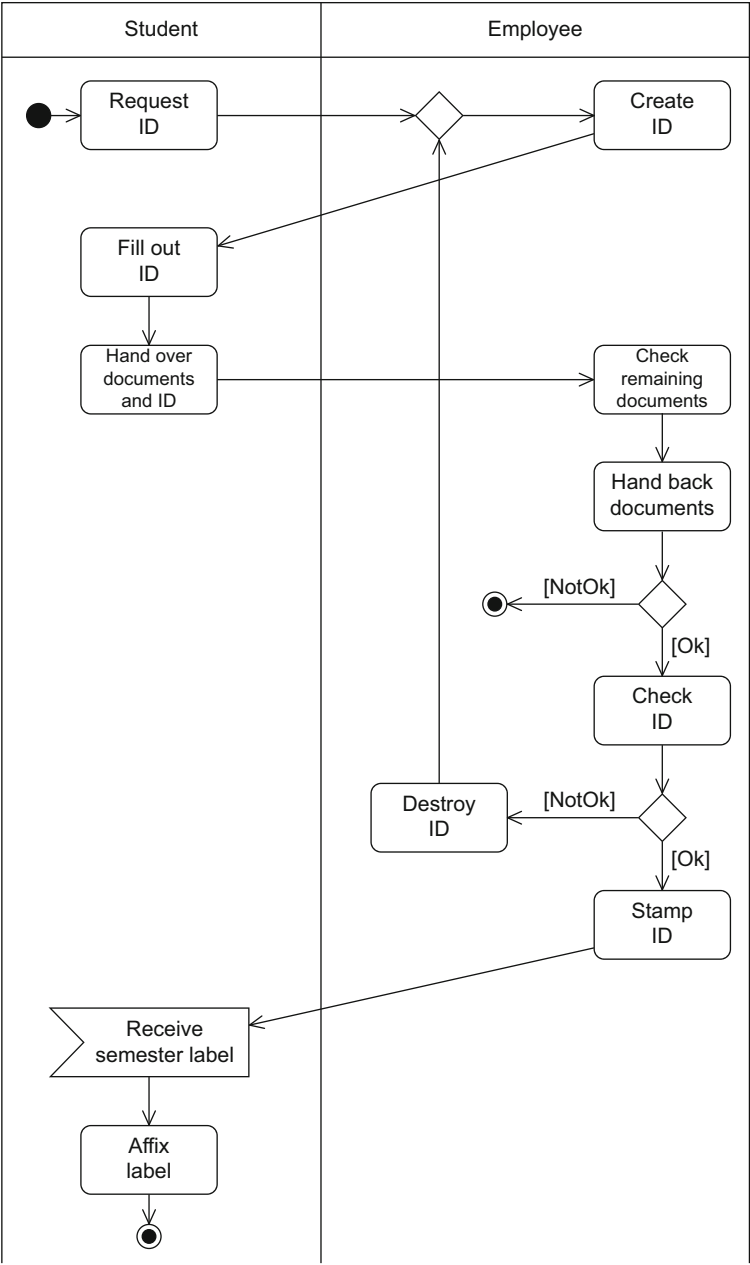 Student
Employee
Request
ID
Create
ID
Fill out
ID
Hand over
documents
and ID
Check
remaining
documents
Hand back
documents
[NotOk]
[Ok]
Check
ID
Destroy
ID
[NotOk]
[Ok]
Stamp
ID
Receive
semester label
Affix
label